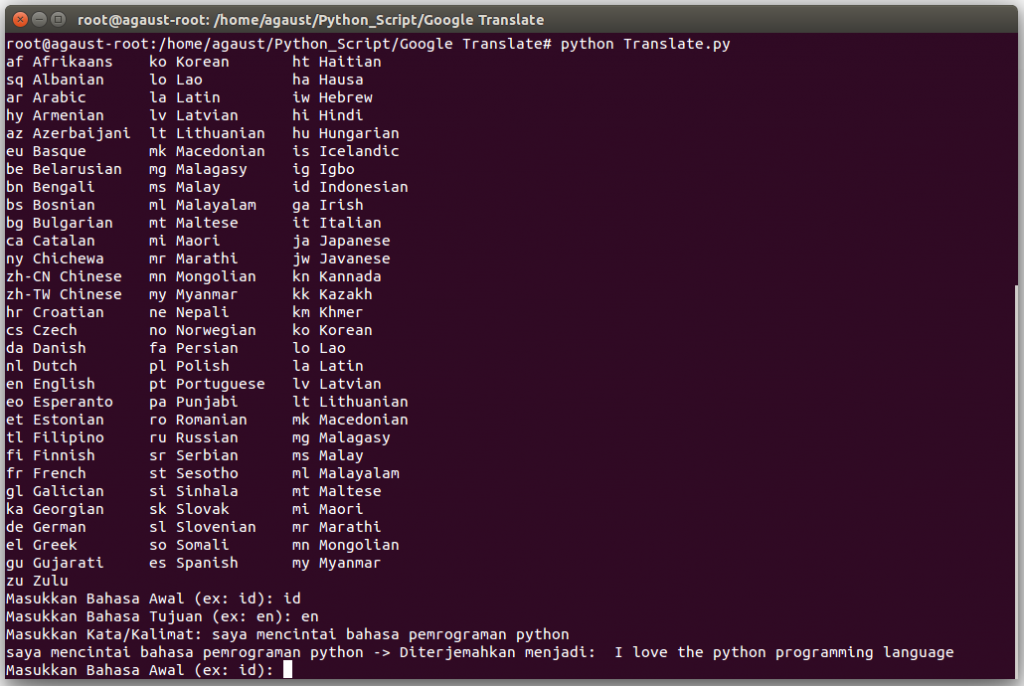 root@agaust-root: /home/agaust/Python_Script/Google Translate
root@agaust-root:/home/agaust/Python_Script/Google Translate# python Translate.py
af Afrikaans    ko Korean       ht Haitian
sq Albanian     lo Lao          ha Hausa
ar Arabic       la Latin        iw Hebrew
hy Armenian     lv Latvian      hi Hindi
az Azerbaijani  lt Lithuanian   hu Hungarian
eu Basque       mk Macedonian   is Icelandic
be Belarusian   mg Malagasy     ig Igbo
bn Bengali      ms Malay        id Indonesian
bs Bosnian      ml Malayalam    ga Irish
bg Bulgarian    mt Maltese      it Italian
ca Catalan      mi Maori        ja Japanese
ny Chichewa     mr Marathi      jw Javanese
zh-CN Chinese   mn Mongolian    kn Kannada
zh-TW Chinese   my Myanmar      kk Kazakh
hr Croatian     ne Nepali       km Khmer
cs Czech        no Norwegian    ko Korean
da Danish       fa Persian      lo Lao
nl Dutch        pl Polish       la Latin
en English      pt Portuguese   lv Latvian
eo Esperanto    pa Punjabi      lt Lithuanian
et Estonian     ro Romanian     mk Macedonian
tl Filipino     ru Russian      mg Malagasy
fi Finnish      sr Serbian      ms Malay
fr French       st Sesotho      ml Malayalam
gl Galician     si Sinhala      mt Maltese
ka Georgian     sk Slovak       mi Maori
de German       sl Slovenian    mr Marathi
el Greek        so Somali       mn Mongolian
gu Gujarati     es Spanish      my Myanmar
zu Zulu
Masukkan Bahasa Awal (ex: id): id
Masukkan Bahasa Tujuan (ex: en): en
Masukkan Kata/Kalimat: saya mencintai bahasa pemrograman python
saya mencintai bahasa pemrograman python -> Diterjemahkan menjadi:  I love the python programming language
Masukkan Bahasa Awal (ex: id):